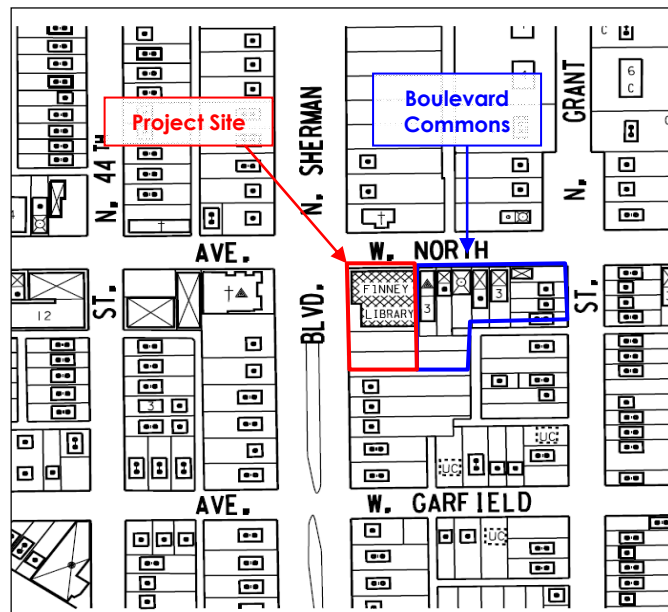 C
6
C
Project Site
Boulevard
Commons
N. 44TH
N. SHERMAN
N. GRANT
AVE.
W. NORTH
FINNEY
LIBRARY
3
3
12
ST.
BLVD.
ST.
3
UC
UC
AVE.
W. GARFIELD
UC